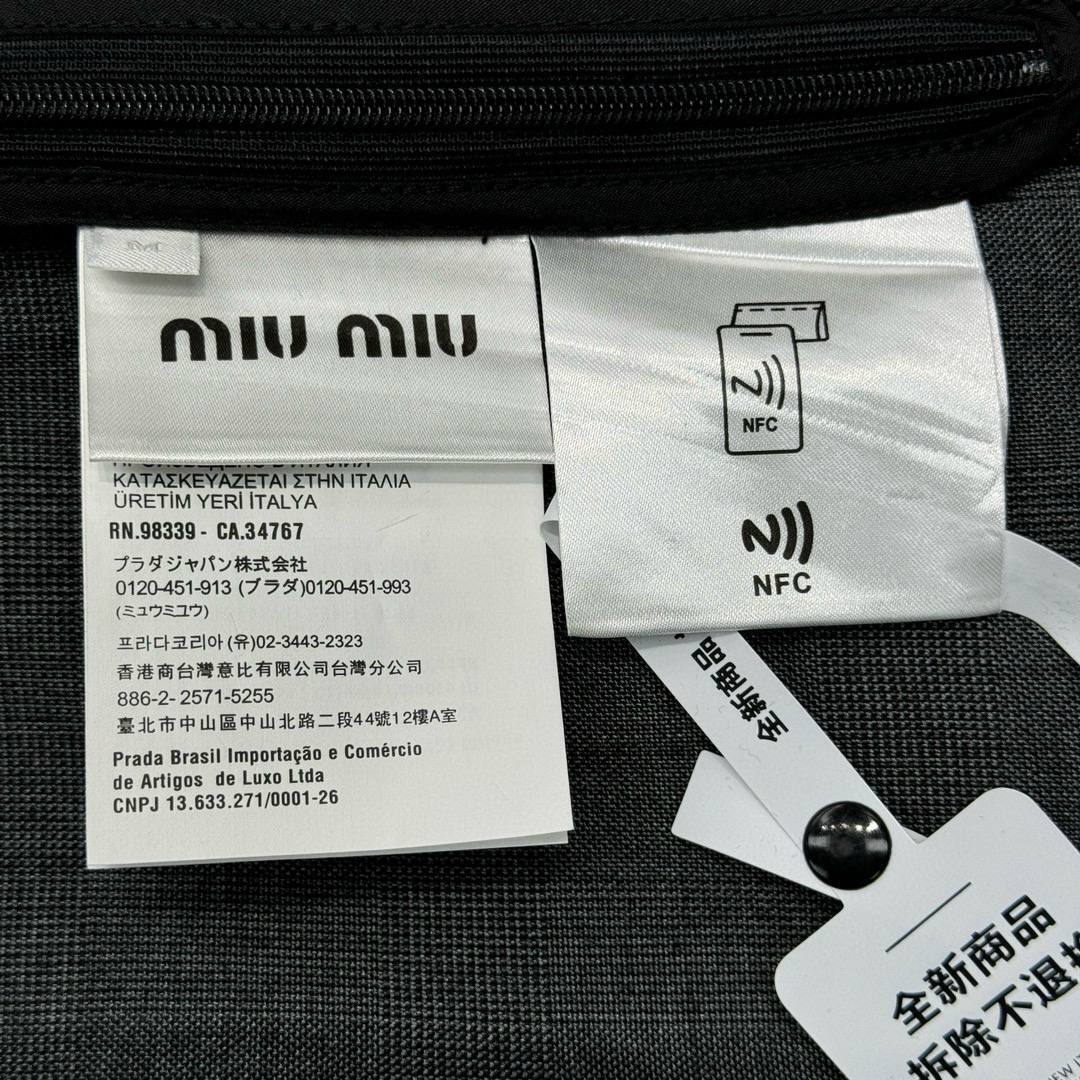 M
miu miu
ΚΑΤΑΣΚΕΥΑΖΕΤΑΙ ΣΤΗΝ ΙΤΑΛΙΑ
ÜRETİM YERİ İTALYA
RN.98339 - CA.34767
プラダジャパン株式会社
0120-451-913 (プラダ)0120-451-993
(ミュウミユウ)
프라다코리아 (유)02-3443-2323
香港商台灣意比有限公司台灣分公司
886-2- 2571-5255
臺北市中山區中山北路二段44號12樓A室
Prada Brasil Importação e Comércio
de Artigos de Luxo Ltda
CNPJ 13.633.271/0001-26
NFC
NFC
全新商品
全新商品
拆除不退